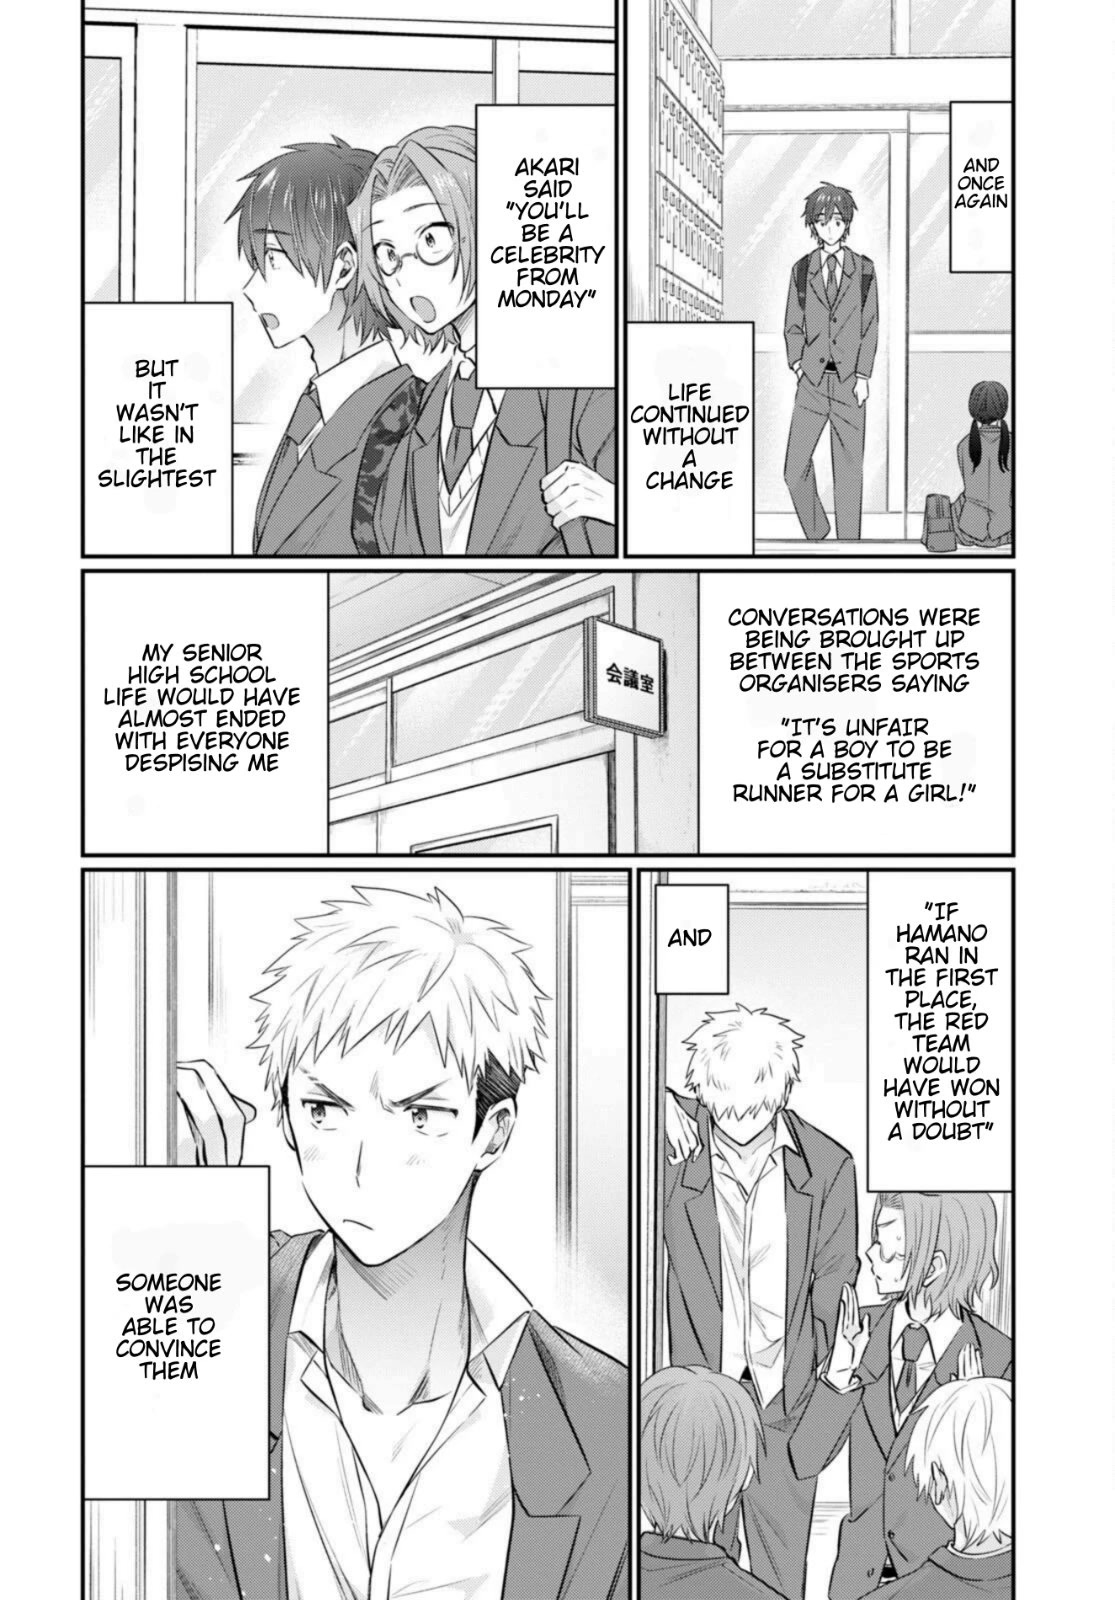 AND
ONCE
AGAIN
LIFE
CONTINUED
WITHOUT
A
CHANGE
AKARI
SAID
"YOU'LL
BE A
CELEBRITY
FROM
MONDAY"
BUT
IT
WASN'T
LIKE IN
THE
SLIGHTEST
CONVERSATIONS WERE
BEING BROUGHT UP
BETWEEN THE SPORTS
ORGANISERS SAYING
"IT'S UNFAIR
FOR A BOY TO BE
A SUBSTITUTE
RUNNER FOR A GIRL!"
会議室
MY SENIOR
HIGH SCHOOL
LIFE WOULD HAVE
ALMOST ENDED
WITH EVERYONE
DESPISING ME
"IF
HAMANO
RAN IN
THE FIRST
PLACE,
THE RED
TEAM
WOULD
HAVE WON
WITHOUT
A DOUBT"
AND
SOMEONE
WAS
ABLE TO
CONVINCE
THEM